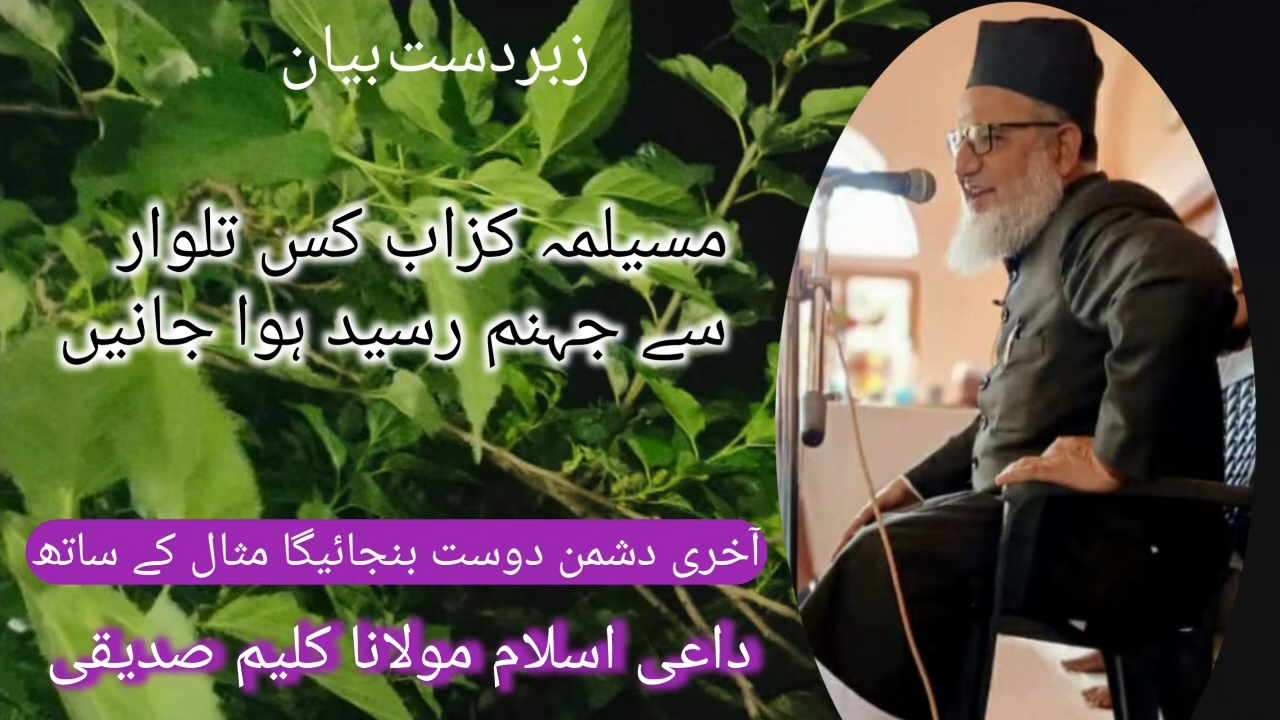 زبردست بیان
مسیلمہ کزاب کس تلوار
سے جہنم رسید ہوا جانیں
آخری دشمن دوست بنجائیگا مثال کے ساتھ
داعی اسلام مولانا کلیم صدیقی